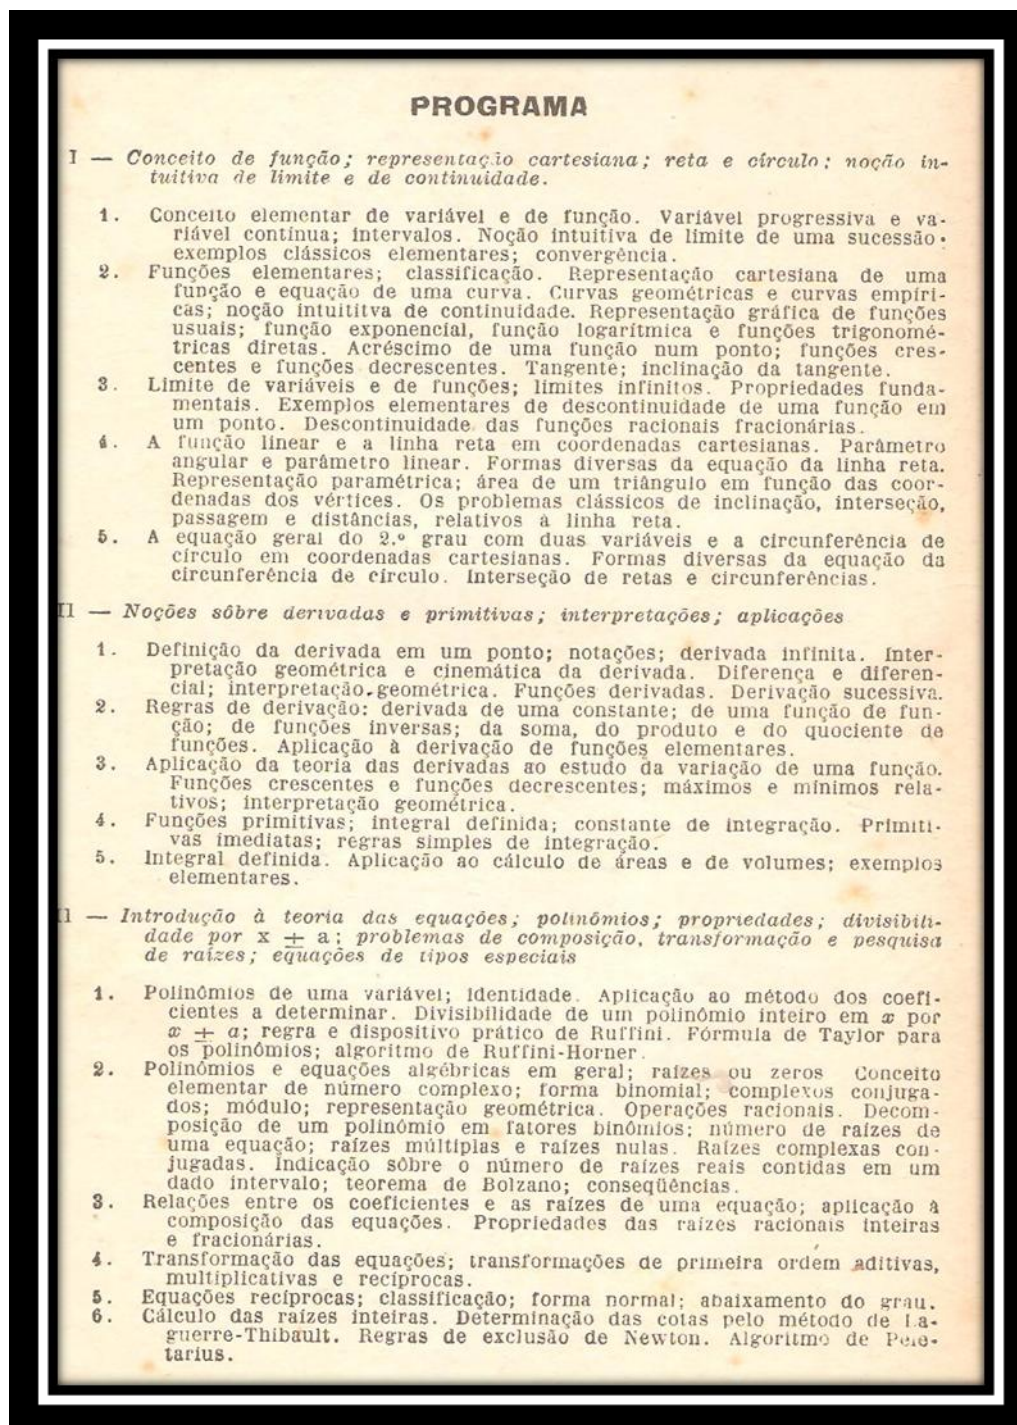 PROGRAMA
I — Conceito de função; representação cartesiana; reta e círculo; noção in-
tuitiva de limite e de continuidade.
1. Conceito elementar de variável e de função. Variável progressiva e va-
riável contínua; intervalos. Noção intuitiva de limite de uma sucessão·
exemplos clássicos elementares; convergência.
2. Funções elementares; classificação. Representação cartesiana de uma
função e equação de uma curva. Curvas geométricas e curvas empíri-
cas; noção intuititva de continuidade. Representação gráfica de funções
usuais; função exponencial, função logarítmica e funções trigonomé-
tricas diretas. Acréscimo de uma função num ponto; funções cres-
centes e funções decrescentes. Tangente; inclinação da tangente.
3. Limite de variáveis e de funções; limites infinitos. Propriedades funda-
mentais. Exemplos elementares de descontinuidade de uma função em
um ponto. Descontinuidade das funções racionais fracionárias.
4. A função linear e a linha reta em coordenadas cartesianas. Parâmetro
angular e parâmetro linear. Formas diversas da equação da linha reta.
Representação paramétrica; área de um triângulo em função das coor-
denadas dos vértices. Os problemas clássicos de inclinação, interseção,
passagem e distâncias, relativos à linha reta.
5. A equação geral do 2.º grau com duas variáveis e a circunferência de
círculo em coordenadas cartesianas. Formas diversas da equação da
circunferência de círculo. Interseção de retas e circunferências.
II — Noções sôbre derivadas e primitivas; interpretações; aplicações
1. Definição da derivada em um ponto; notações; derivada infinita. Inter-
pretação geométrica e cinemática da derivada. Diferença e diferen-
cial; interpretação geométrica. Funções derivadas. Derivação sucessiva.
2. Regras de derivação: derivada de uma constante; de uma função de fun-
ção; de funções inversas; da soma, do produto e do quociente de
funções. Aplicação à derivação de funções elementares.
3. Aplicação da teoria das derivadas ao estudo da variação de uma função.
Funções crescentes e funções decrescentes; máximos e mínimos rela-
tivos; interpretação geométrica.
4. Funções primitivas; integral definida; constante de integração. Primiti-
vas imediatas; regras simples de integração.
5. Integral definida. Aplicação ao cálculo de áreas e de volumes; exemplos
elementares.
II — Introdução à teoria das equações; polinômios; propriedades; divisibili-
dade por x ± a; problemas de composição, transformação e pesquisa
de raízes; equações de tipos especiais
1. Polinômios de uma variável; identidade. Aplicação ao método dos coefi-
cientes a determinar. Divisibilidade de um polinômio inteiro em x por
x ± a; regra e dispositivo prático de Ruffini. Fórmula de Taylor para
os polinômios; algoritmo de Ruffini-Horner.
2. Polinômios e equações algébricas em geral; raízes ou zeros Conceito
elementar de número complexo; forma binomial; complexos conjuga-
dos; módulo; representação geométrica. Operações racionais. Decom-
posição de um polinômio em fatores binômios; número de raízes de
uma equação; raízes múltiplas e raízes nulas. Raízes complexas con-
jugadas. Indicação sôbre o número de raízes reais contidas em um
dado intervalo; teorema de Bolzano; conseqüências.
3. Relações entre os coeficientes e as raízes de uma equação; aplicação à
composição das equações. Propriedades das raízes racionais inteiras
e fracionárias.
4. Transformação das equações; transformações de primeira ordem aditivas,
multiplicativas e recíprocas.
5. Equações recíprocas; classificação; forma normal; abaixamento do grau.
6. Cálculo das raízes inteiras. Determinação das cotas pelo método de La-
guerre-Thibault. Regras de exclusão de Newton. Algoritmo de Pele-
tarius.